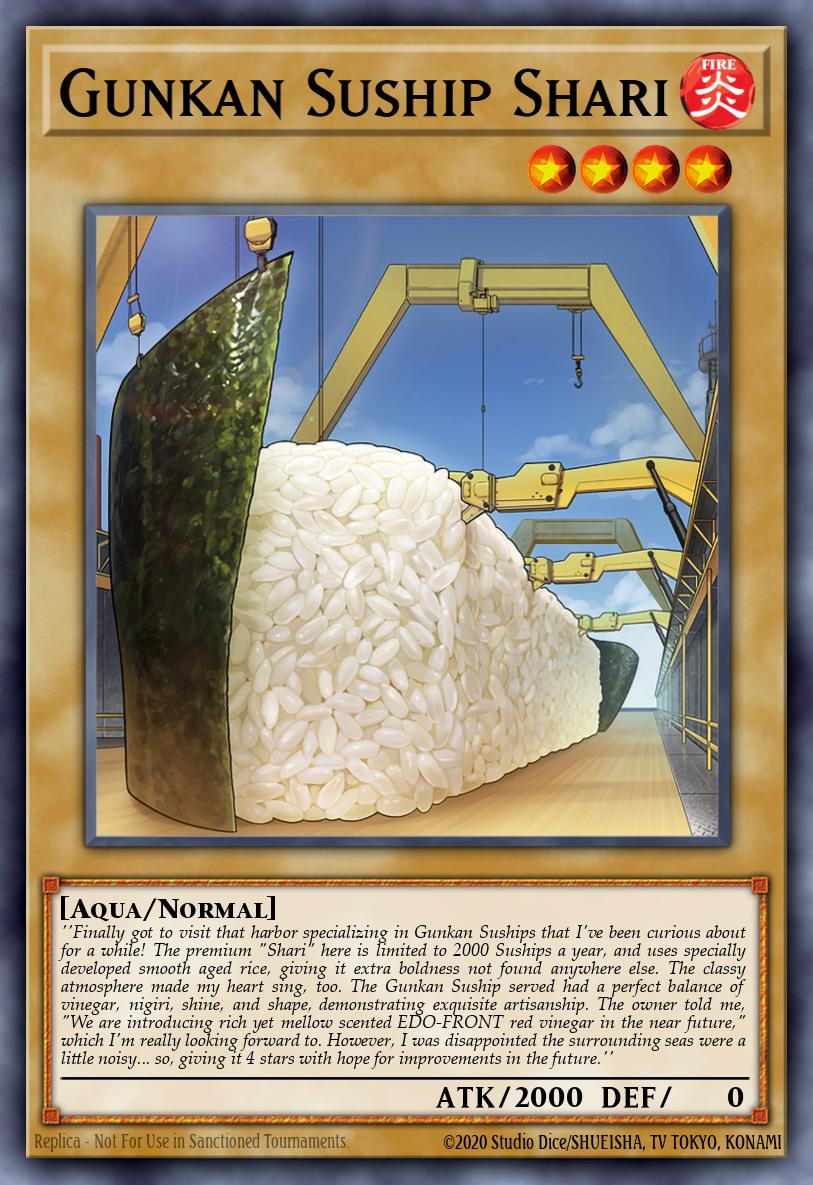 GUNKAN SUSHIP SHARI
FIRE
炎
[AQUA/NORMAL]
''Finally got to visit that harbor specializing in Gunkan Suships that I've been curious about
for a while! The premium "Shari" here is limited to 2000 Suships a year, and uses specially
developed smooth aged rice, giving it extra boldness not found anywhere else. The classy
atmosphere made my heart sing, too. The Gunkan Suship served had a perfect balance of
vinegar, nigiri, shine, and shape, demonstrating exquisite artisanship. The owner told me,
"We are introducing rich yet mellow scented EDO-FRONT red vinegar in the near future,"
which I'm really looking forward to. However, I was disappointed the surrounding seas were a
little noisy... so, giving it 4 stars with hope for improvements in the future.''
ATK/2000 DEF/ 0
Replica - Not For Use in Sanctioned Tournaments. ©2020 Studio Dice/SHUEISHA, TV TOKYO, KONAMI